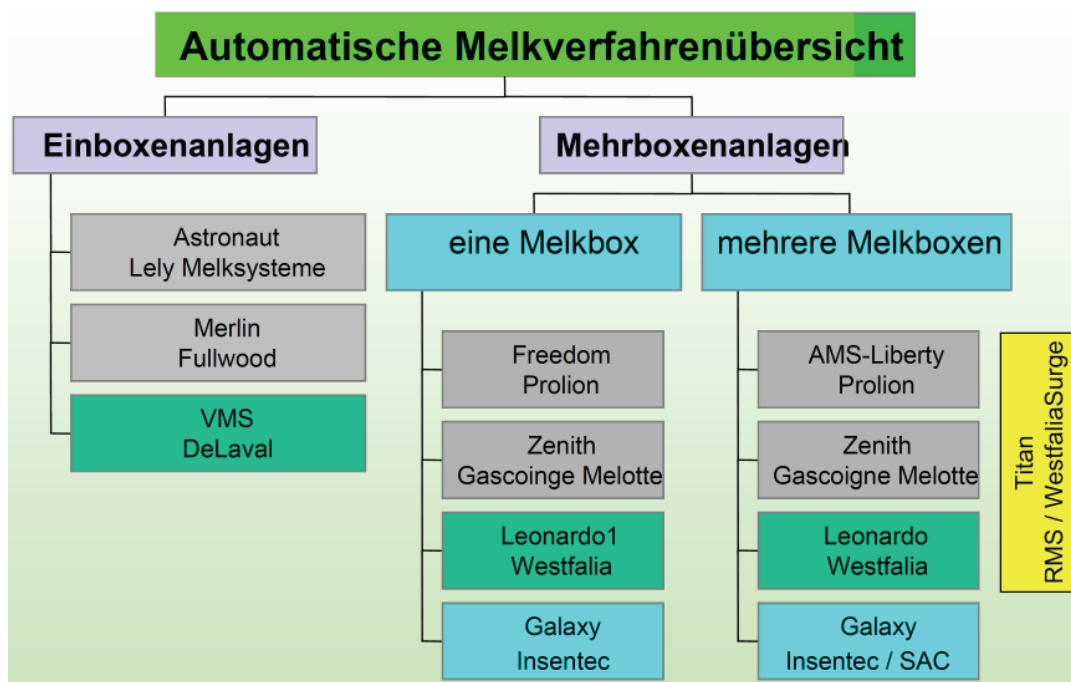 Automatische Melkverfahrenübersicht
Einboxenanlagen
Mehrboxenanlagen
Astronaut
Lely Melksysteme
Merlin
Fullwood
VMS
DeLaval
eine Melkbox
Freedom
Prolion
Zenith
Gascoinge Melotte
Leonardo1
Westfalia
Galaxy
Insentec
mehrere Melkboxen
AMS-Liberty
Prolion
Zenith
Gascoigne Melotte
Leonardo
Westfalia
Galaxy
Insentec / SAC
Titan
RMS / WestfaliaSurge